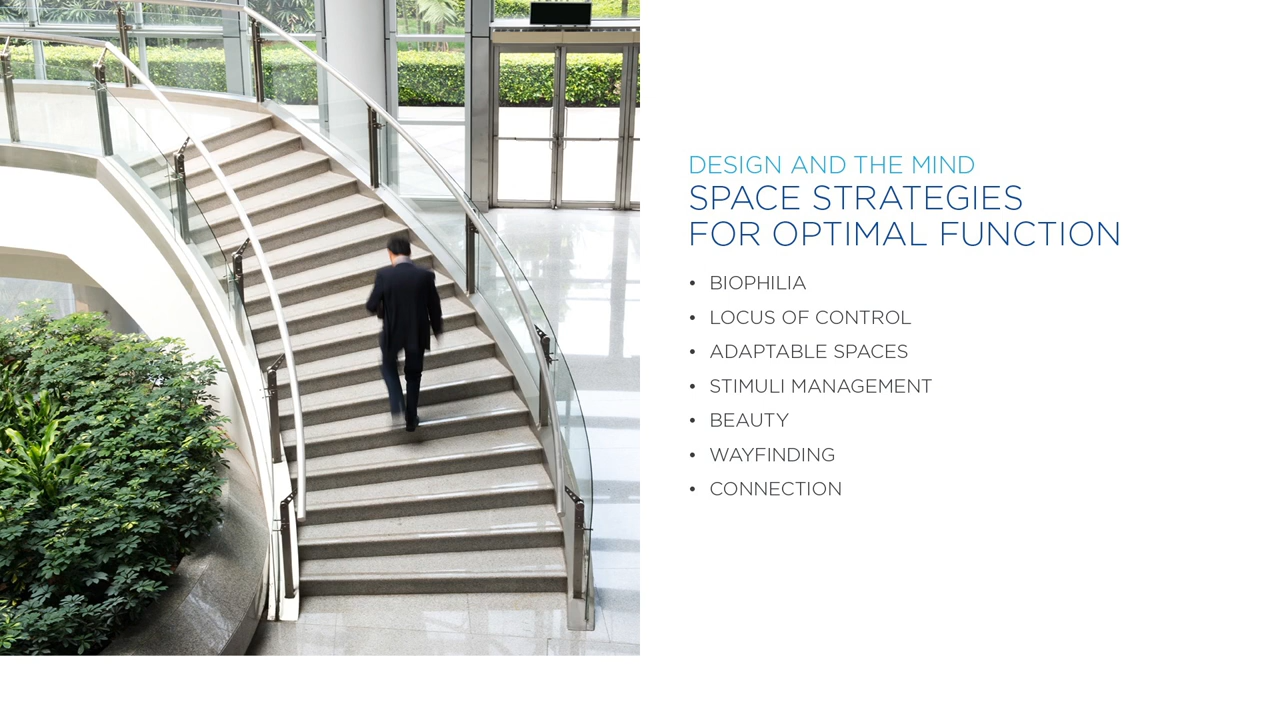 DESIGN AND THE MIND
SPACE STRATEGIES
FOR OPTIMAL FUNCTION
• BIOPHILIA
• LOCUS OF CONTROL
• ADAPTABLE SPACES
• STIMULI MANAGEMENT
• BEAUTY
• WAYFINDING
• CONNECTION